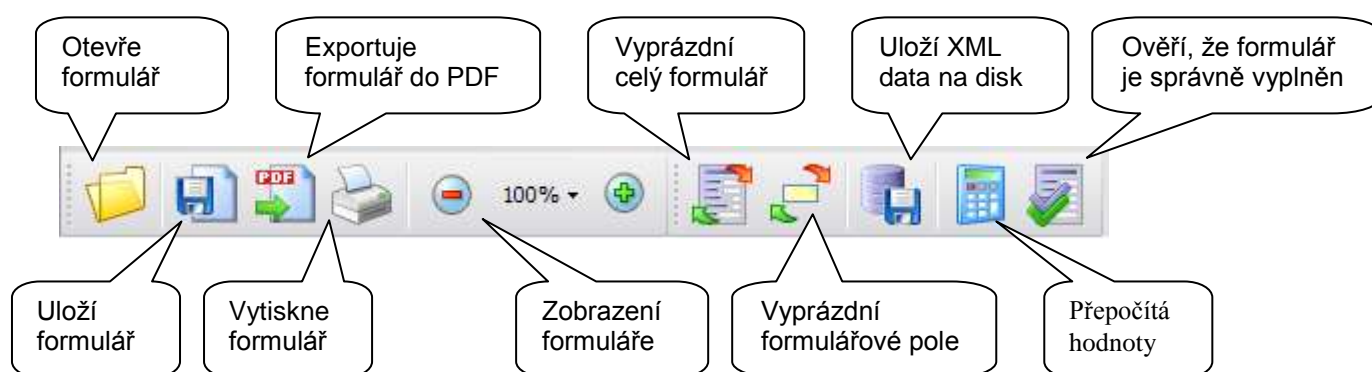 Otevře
formulář
Exportuje
formulář do PDF
Vyprázdní
celý formulář
Uloží XML
data na disk
Ověří, že formulář
je správně vyplněn
PDF
100%
Uloží
formulář
Vytiskne
formulář
Zobrazení
formuláře
Vyprázdní
formulářové pole
Přepočítá
hodnoty